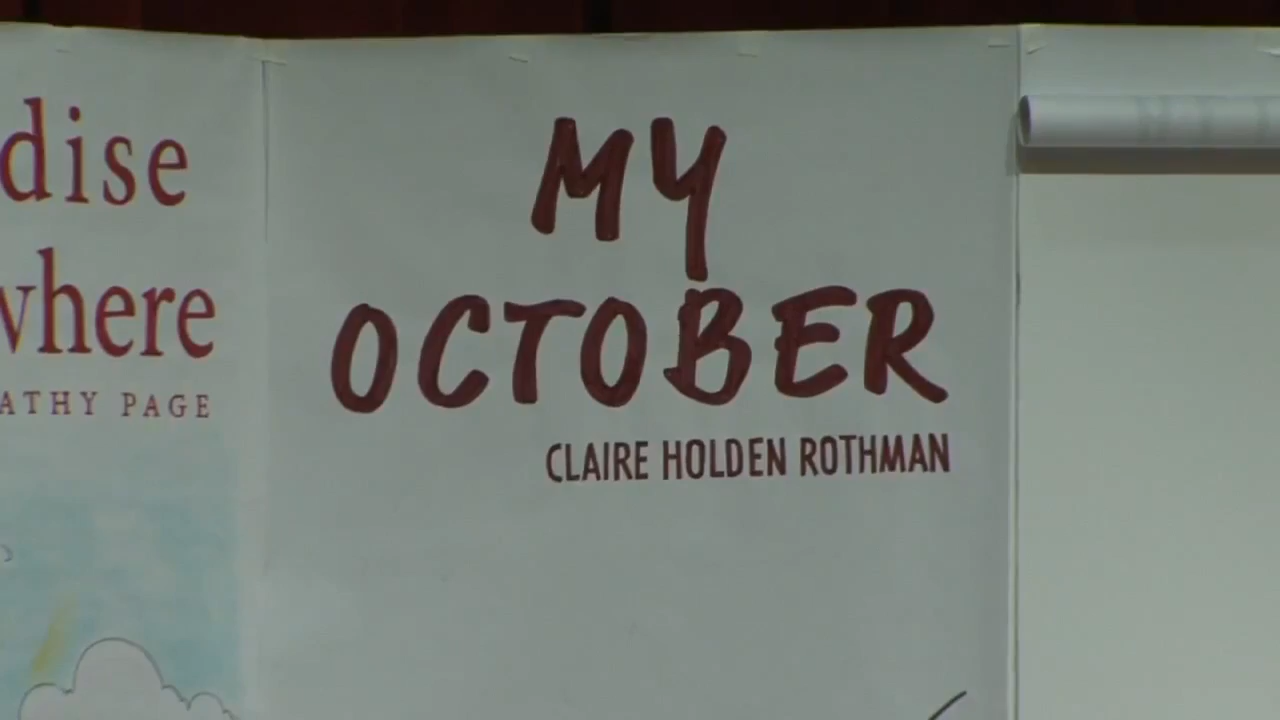 dise
where
ATHY PAGE
MY
OCTOBER
CLAIRE HOLDEN ROTHMAN